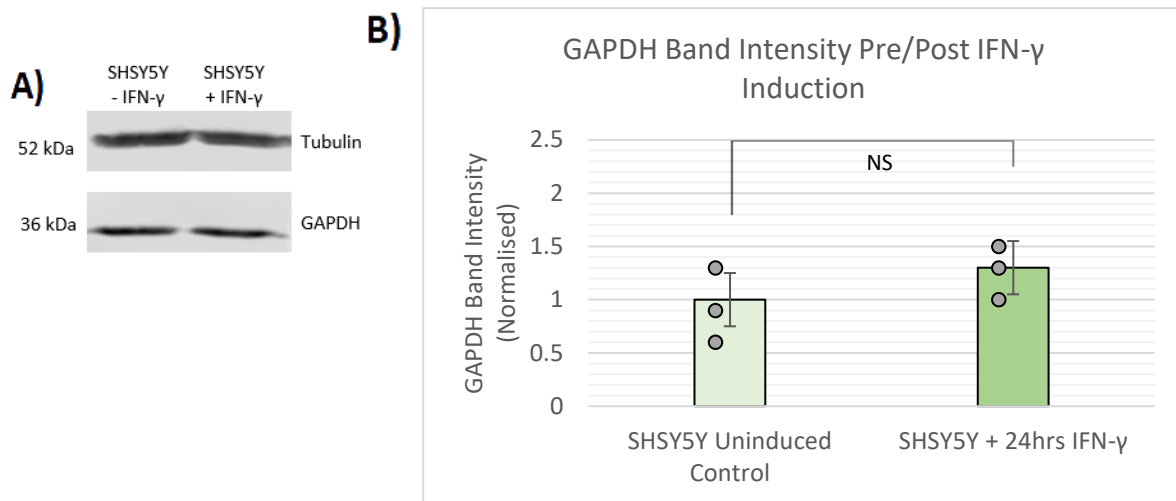 A)
SHSY5Y
- IFN-γ
SHSY5Y
+ IFN-γ
52 kDa
Tubulin
36 kDa
GAPDH
B)
GAPDH Band Intensity Pre/Post IFN-γ
Induction
GAPDH Band Intensity
(Normalised)
2.5
2
1.5
1
0.5
0
NS
SHSY5Y Uninduced
Control
SHSY5Y + 24hrs IFN-γ